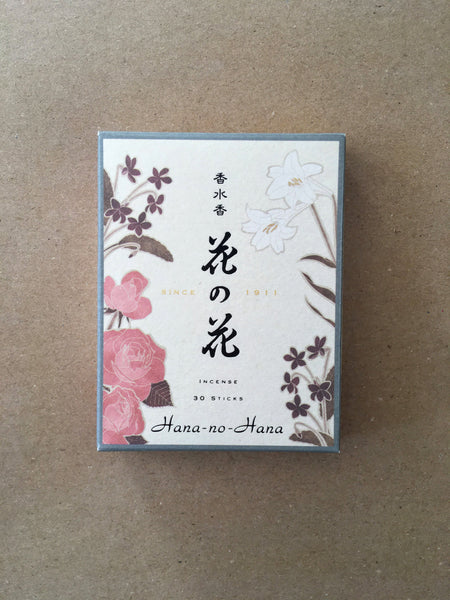 香水香
花の花
SINCE 1911
INCENSE
30 STICKS
Hana-no-Hana